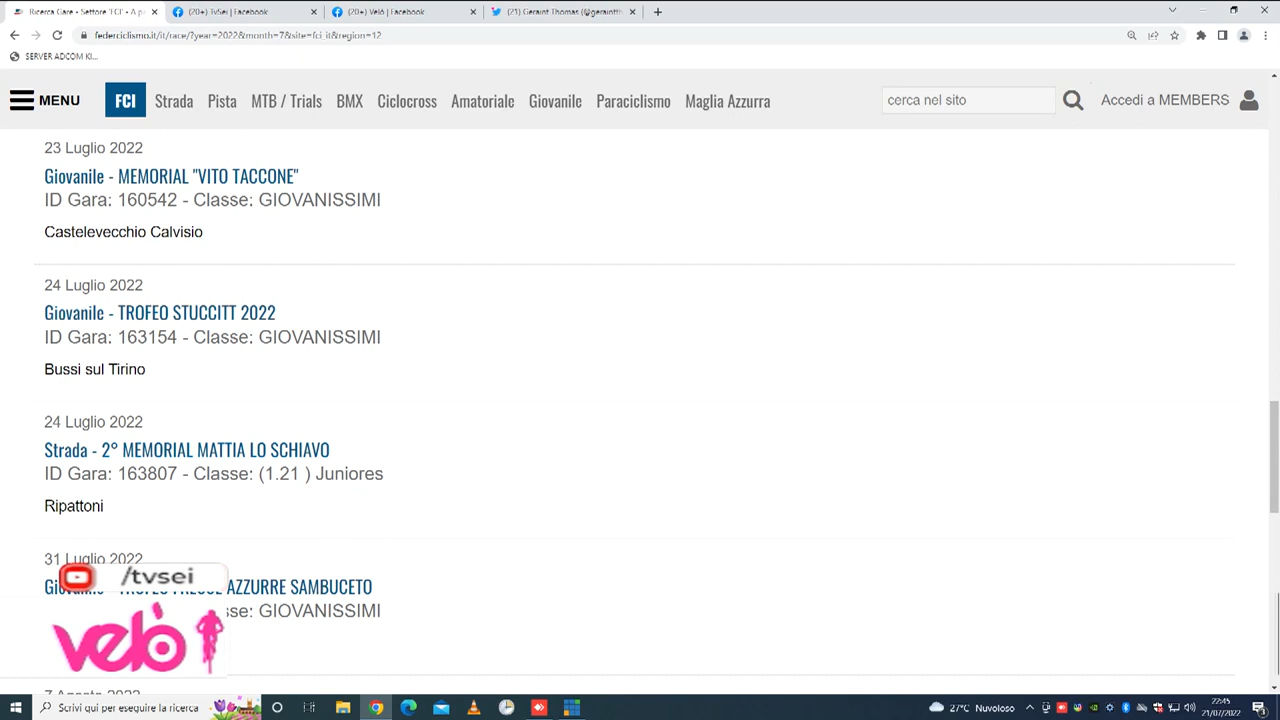 Ricerca Gare - Settore 'FCI' - A p
(20+) TvSei | Facebook
(20+) Velò | Facebook
(21) Geraint Thomas (@geraintt
federciclismo.it/it/race/?year=2022&month=7&site=fci_it&region=12
SERVER ADCOM KI...
MENU FCI Strada Pista MTB / Trials BMX Ciclocross Amatoriale Giovanile Paraciclismo Maglia Azzurra cerca nel sito Accedi a MEMBERS
23 Luglio 2022
Giovanile - MEMORIAL "VITO TACCONE"
ID Gara: 160542 - Classe: GIOVANISSIMI
Castelevecchio Calvisio
24 Luglio 2022
Giovanile - TROFEO STUCCITT 2022
ID Gara: 163154 - Classe: GIOVANISSIMI
Bussi sul Tirino
24 Luglio 2022
Strada - 2° MEMORIAL MATTIA LO SCHIAVO
ID Gara: 163807 - Classe: (1.21 ) Juniores
Ripattoni
31 Luglio 2022
/tvsei
AZZURRE SAMBUCETO
sse: GIOVANISSIMI
velò
Scrivi qui per eseguire la ricerca
27°C Nuvoloso
22:45
21/07/2022